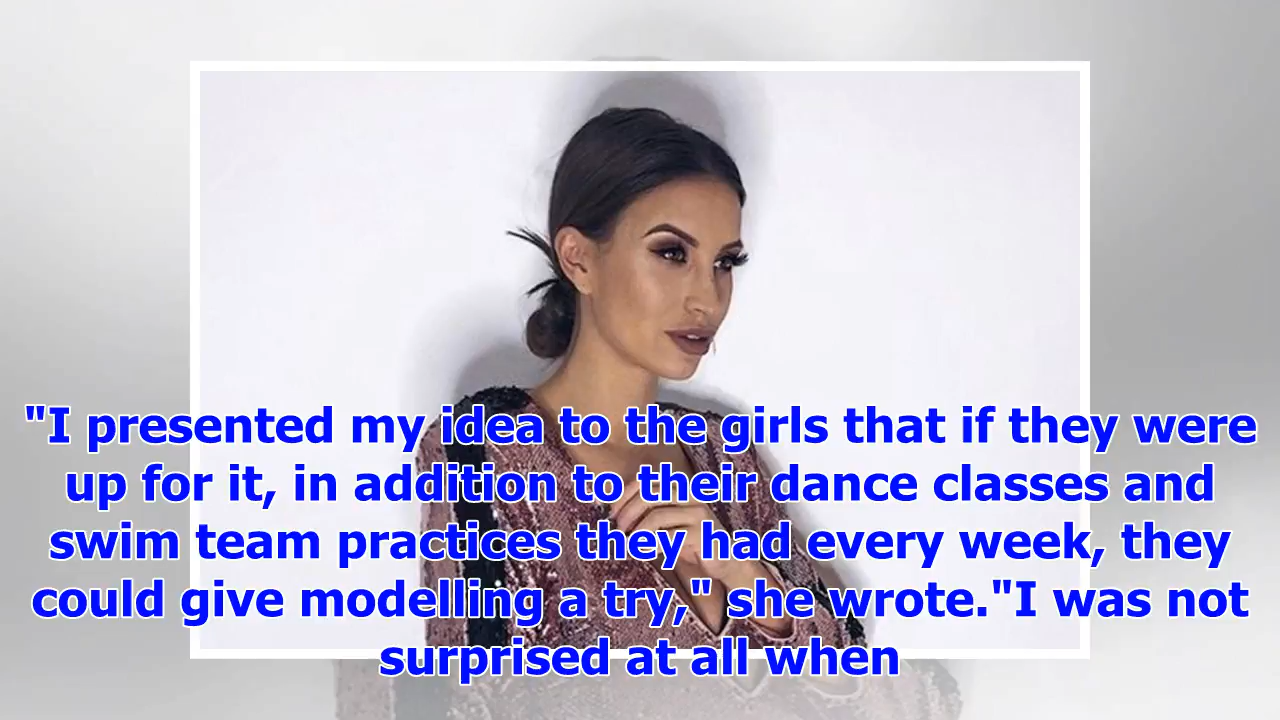 "I presented my idea to the girls that if they were
up for it, in addition to their dance classes and
swim team practices they had every week, they
could give modelling a try," she wrote."I was not
surprised at all when